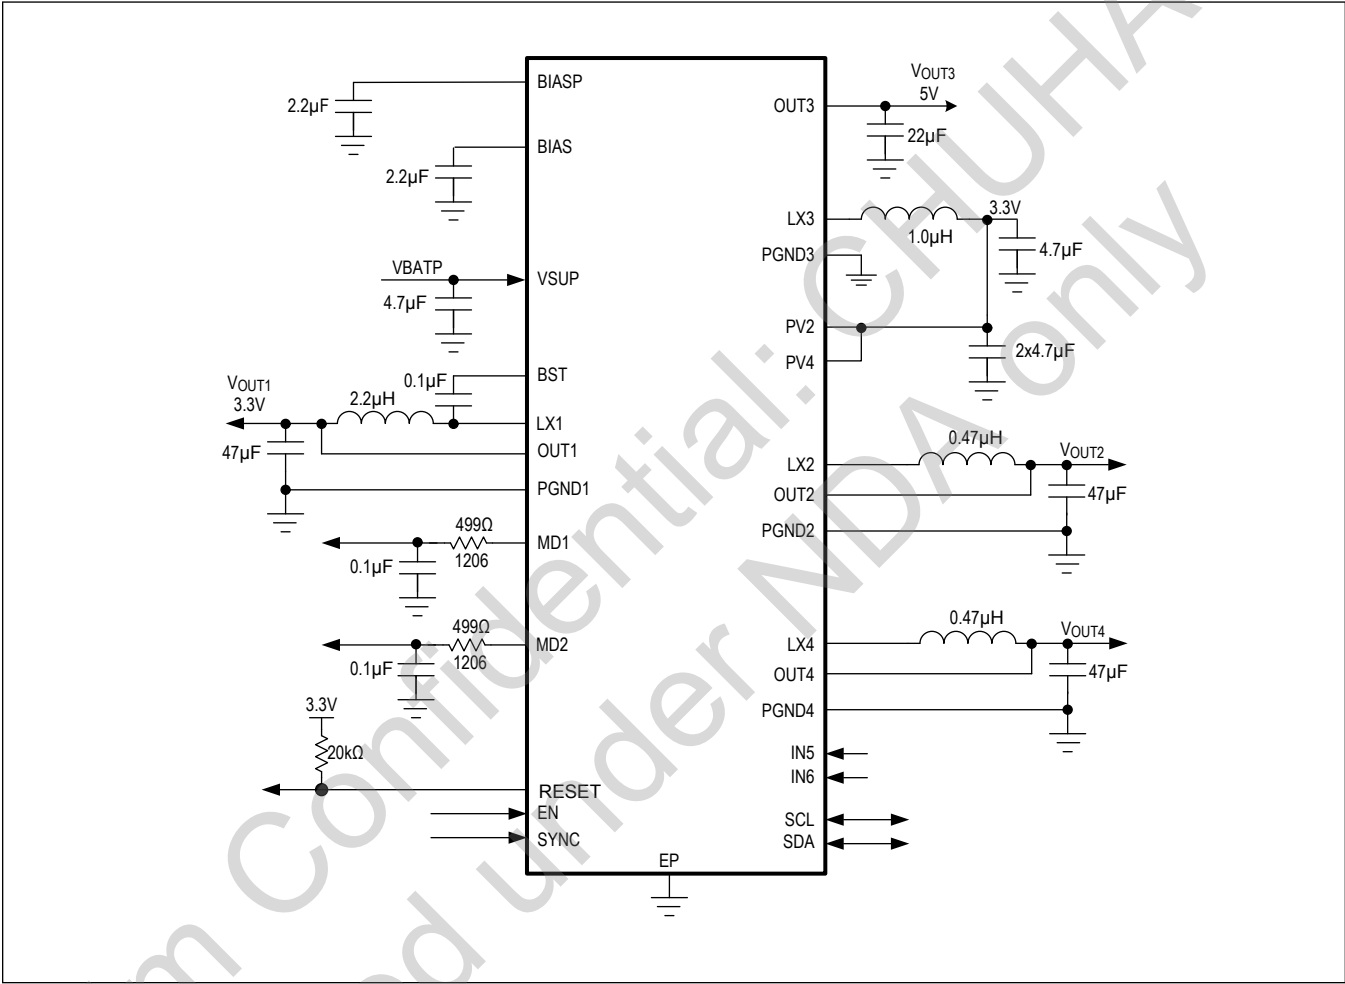 BIASP
2.2µF
BIAS
2.2µF
VBATP
VSUP
4.7µF
BST
0.1µF
VOUT1
3.3V
2.2µH
LX1
47µF
OUT1
PGND1
499Ω
MD1
1206
0.1µF
499Ω
MD2
1206
0.1µF
3.3V
20kΩ
RESET
EN
SYNC
EP
VOUT3
5V
OUT3
22µF
LX3
1.0µH
3.3V
4.7µF
PGND3
PV2
2x4.7µF
PV4
0.47µH
LX2
VOUT2
OUT2
47µF
PGND2
0.47µH
LX4
VOUT4
OUT4
47µF
PGND4
IN5
IN6
SCL
SDA
Confidential: CHUHA
under NDA only